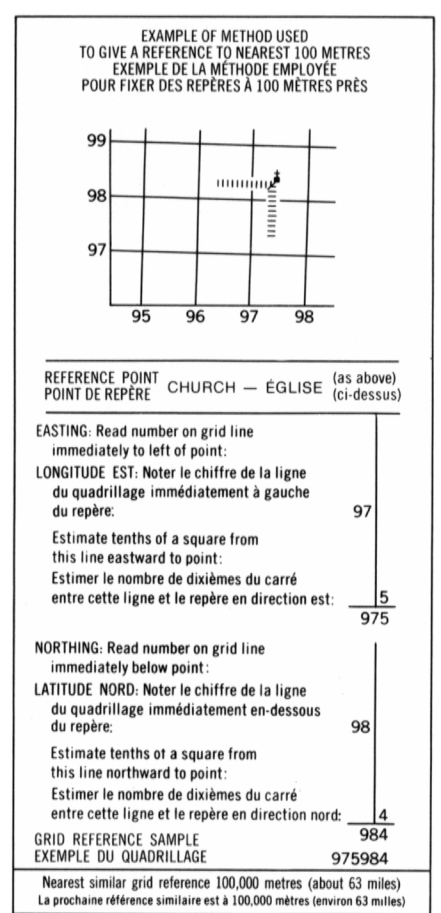 EXAMPLE OF METHOD USED
TO GIVE A REFERENCE TO NEAREST 100 METRES
EXEMPLE DE LA MÉTHODE EMPLOYÉE
POUR FIXER DES REPÈRES À 100 MÈTRES PRÈS
99
98
97
95 96 97 98
REFERENCE POINT CHURCH — ÉGLISE (as above)
POINT DE REPÈRE (ci-dessus)
EASTING: Read number on grid line
immediately to left of point:
LONGITUDE EST: Noter le chiffre de la ligne
du quadrillage immédiatement à gauche
du repère: 97
Estimate tenths of a square from
this line eastward to point:
Estimer le nombre de dixièmes du carré
entre cette ligne et le repère en direction est: 5
975
NORTHING: Read number on grid line
immediately below point:
LATITUDE NORD: Noter le chiffre de la ligne
du quadrillage immédiatement en-dessous
du repère: 98
Estimate tenths of a square from
this line northward to point:
Estimer le nombre de dixièmes du carré
entre cette ligne et le repère en direction nord: 4
GRID REFERENCE SAMPLE 984
EXEMPLE DU QUADRILLAGE 975984
Nearest similar grid reference 100,000 metres (about 63 miles)
La prochaine référence similaire est à 100,000 mètres (environ 63 milles)